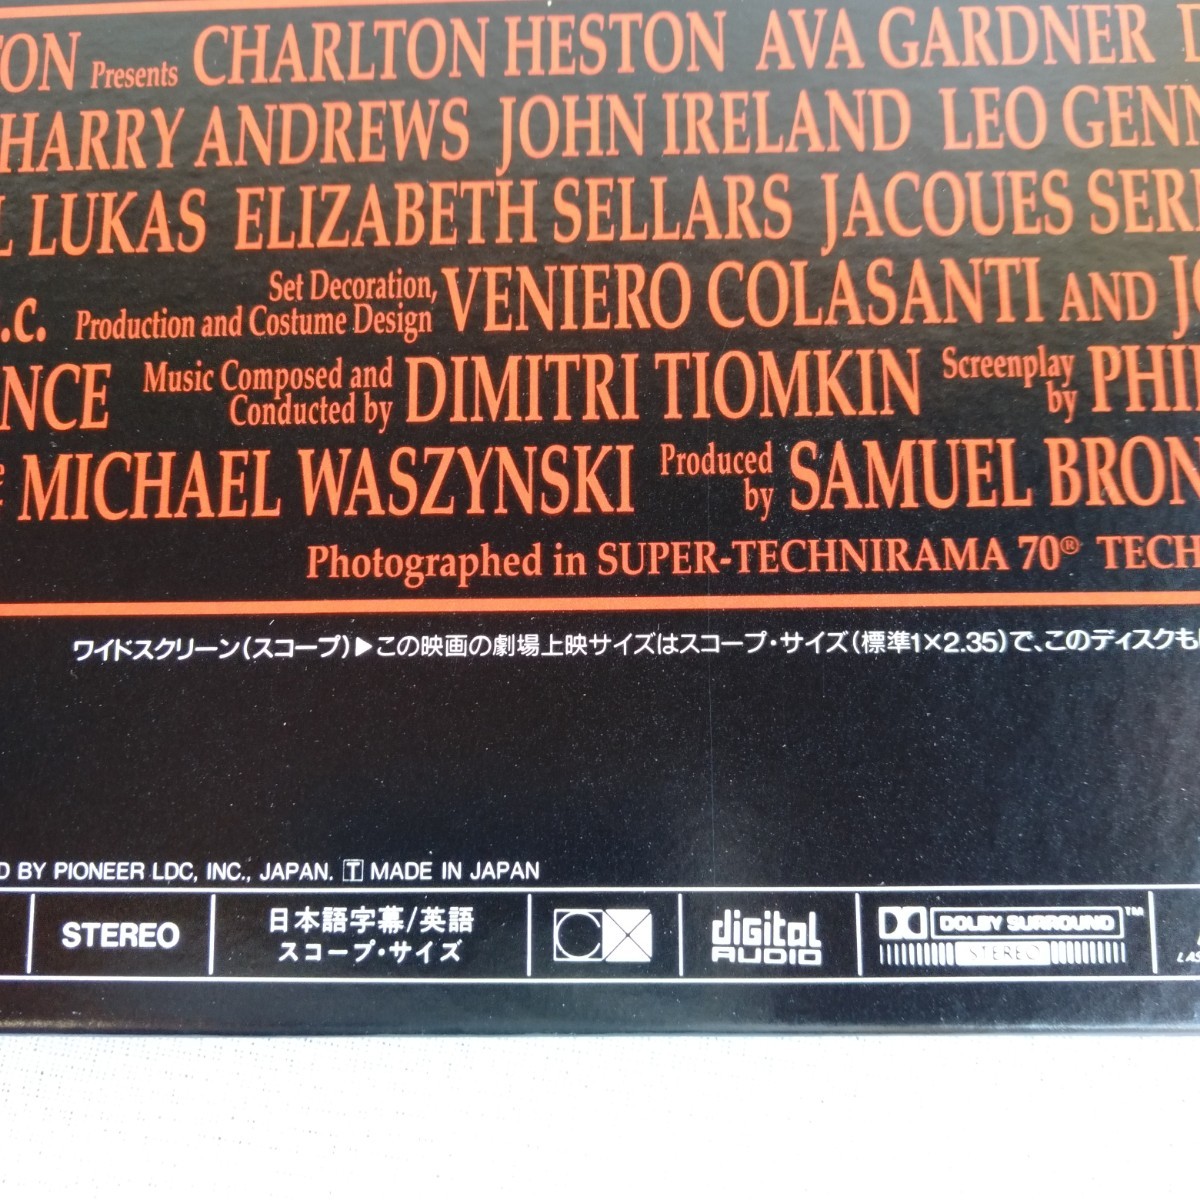 TON Presents CHARLTON HESTON AVA GARDNER
HARRY ANDREWS JOHN IRELAND LEO GENN
L LUKAS ELIZABETH SELLARS JACQUES SER
.C. Set Decoration, Production and Costume Design VENIERO COLASANTI AND JO
NCE Music Composed and Conducted by DIMITRI TIOMKIN Screenplay by PHIL
MICHAEL WASZYNSKI Produced by SAMUEL BRON
Photographed in SUPER-TECHNIRAMA 70® TECH
ワイドスクリーン(スコープ)▶この映画の劇場上映サイズはスコープ・サイズ(標準1×2.35)で、このディスクも
D BY PIONEER LDC, INC., JAPAN. T MADE IN JAPAN
STEREO
日本語字幕/英語
スコープ・サイズ
CX
digital AUDIO
DOLBY SURROUND™
STEREO
LAS